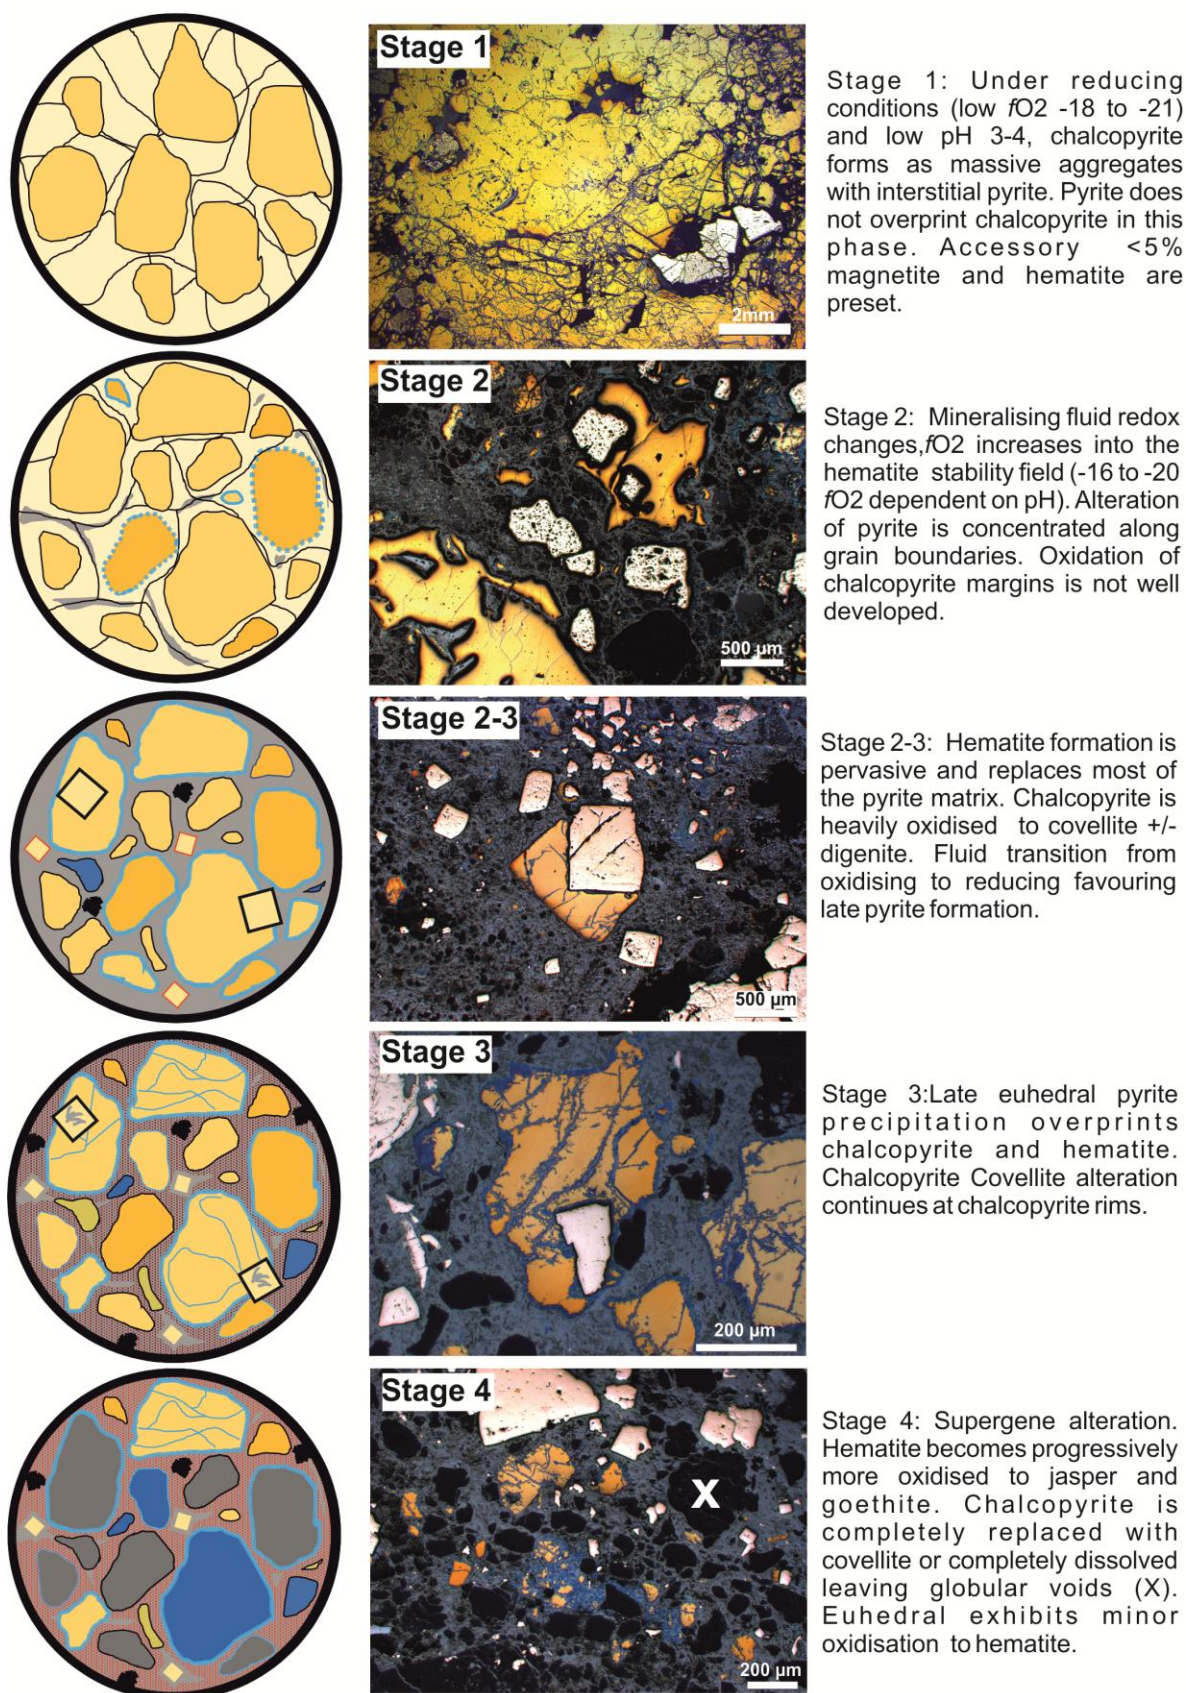 Stage 1
2mm
Stage 1: Under reducing
conditions (low fO2 -18 to -21)
and low pH 3-4, chalcopyrite
forms as massive aggregates
with interstitial pyrite. Pyrite does
not overprint chalcopyrite in this
phase. Accessory <5%
magnetite and hematite are
preset.
Stage 2
500 µm
Stage 2: Mineralising fluid redox
changes,fO2 increases into the
hematite stability field (-16 to -20
fO2 dependent on pH). Alteration
of pyrite is concentrated along
grain boundaries. Oxidation of
chalcopyrite margins is not well
developed.
Stage 2-3
500 µm
Stage 2-3: Hematite formation is
pervasive and replaces most of
the pyrite matrix. Chalcopyrite is
heavily oxidised to covellite +/-
digenite. Fluid transition from
oxidising to reducing favouring
late pyrite formation.
Stage 3
200 µm
Stage 3:Late euhedral pyrite
precipitation overprints
chalcopyrite and hematite.
Chalcopyrite Covellite alteration
continues at chalcopyrite rims.
Stage 4
X
200 µm
Stage 4: Supergene alteration.
Hematite becomes progressively
more oxidised to jasper and
goethite. Chalcopyrite is
completely replaced with
covellite or completely dissolved
leaving globular voids (X).
Euhedral exhibits minor
oxidisation to hematite.